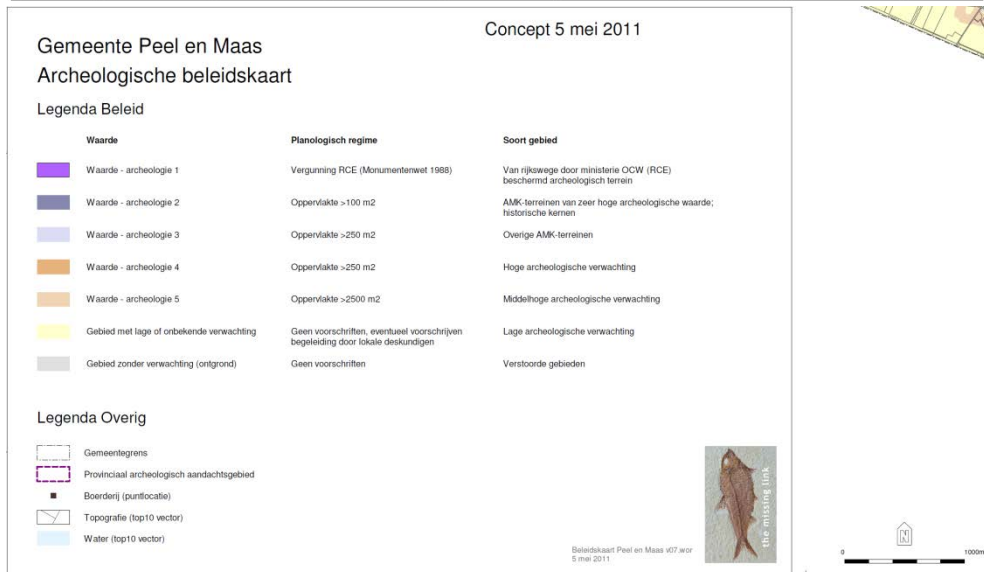 Concept 5 mei 2011
Gemeente Peel en Maas
Archeologische beleidskaart
Legenda Beleid
Waarde Planologisch regime Soort gebied
Waarde - archeologie 1 Vergunning RCE (Monumentenwet 1988) Van rijkswege door ministerie OCW (RCE)
beschermd archeologisch terrein
Waarde - archeologie 2 Oppervlakte >100 m2 AMK-terreinen van zeer hoge archeologische waarde;
historische kernen
Waarde - archeologie 3 Oppervlakte >250 m2 Overige AMK-terreinen
Waarde - archeologie 4 Oppervlakte >250 m2 Hoge archeologische verwachting
Waarde - archeologie 5 Oppervlakte >2500 m2 Middelhoge archeologische verwachting
Gebied met lage of onbekende verwachting Geen voorschriften, eventueel voorschrijven Lage archeologische verwachting
begeleiding door lokale deskundigen
Gebied zonder verwachting (ontgrond) Geen voorschriften Verstoorde gebieden
Legenda Overig
Gemeentegrens
Provinciaal archeologisch aandachtsgebied
Boerderij (puntlocatie)
Topografie (top10 vector)
Water (top10 vector)
the missing link
Beleidskaart Peel en Maas v07.wor
5 mei 2011
N
0 1000m